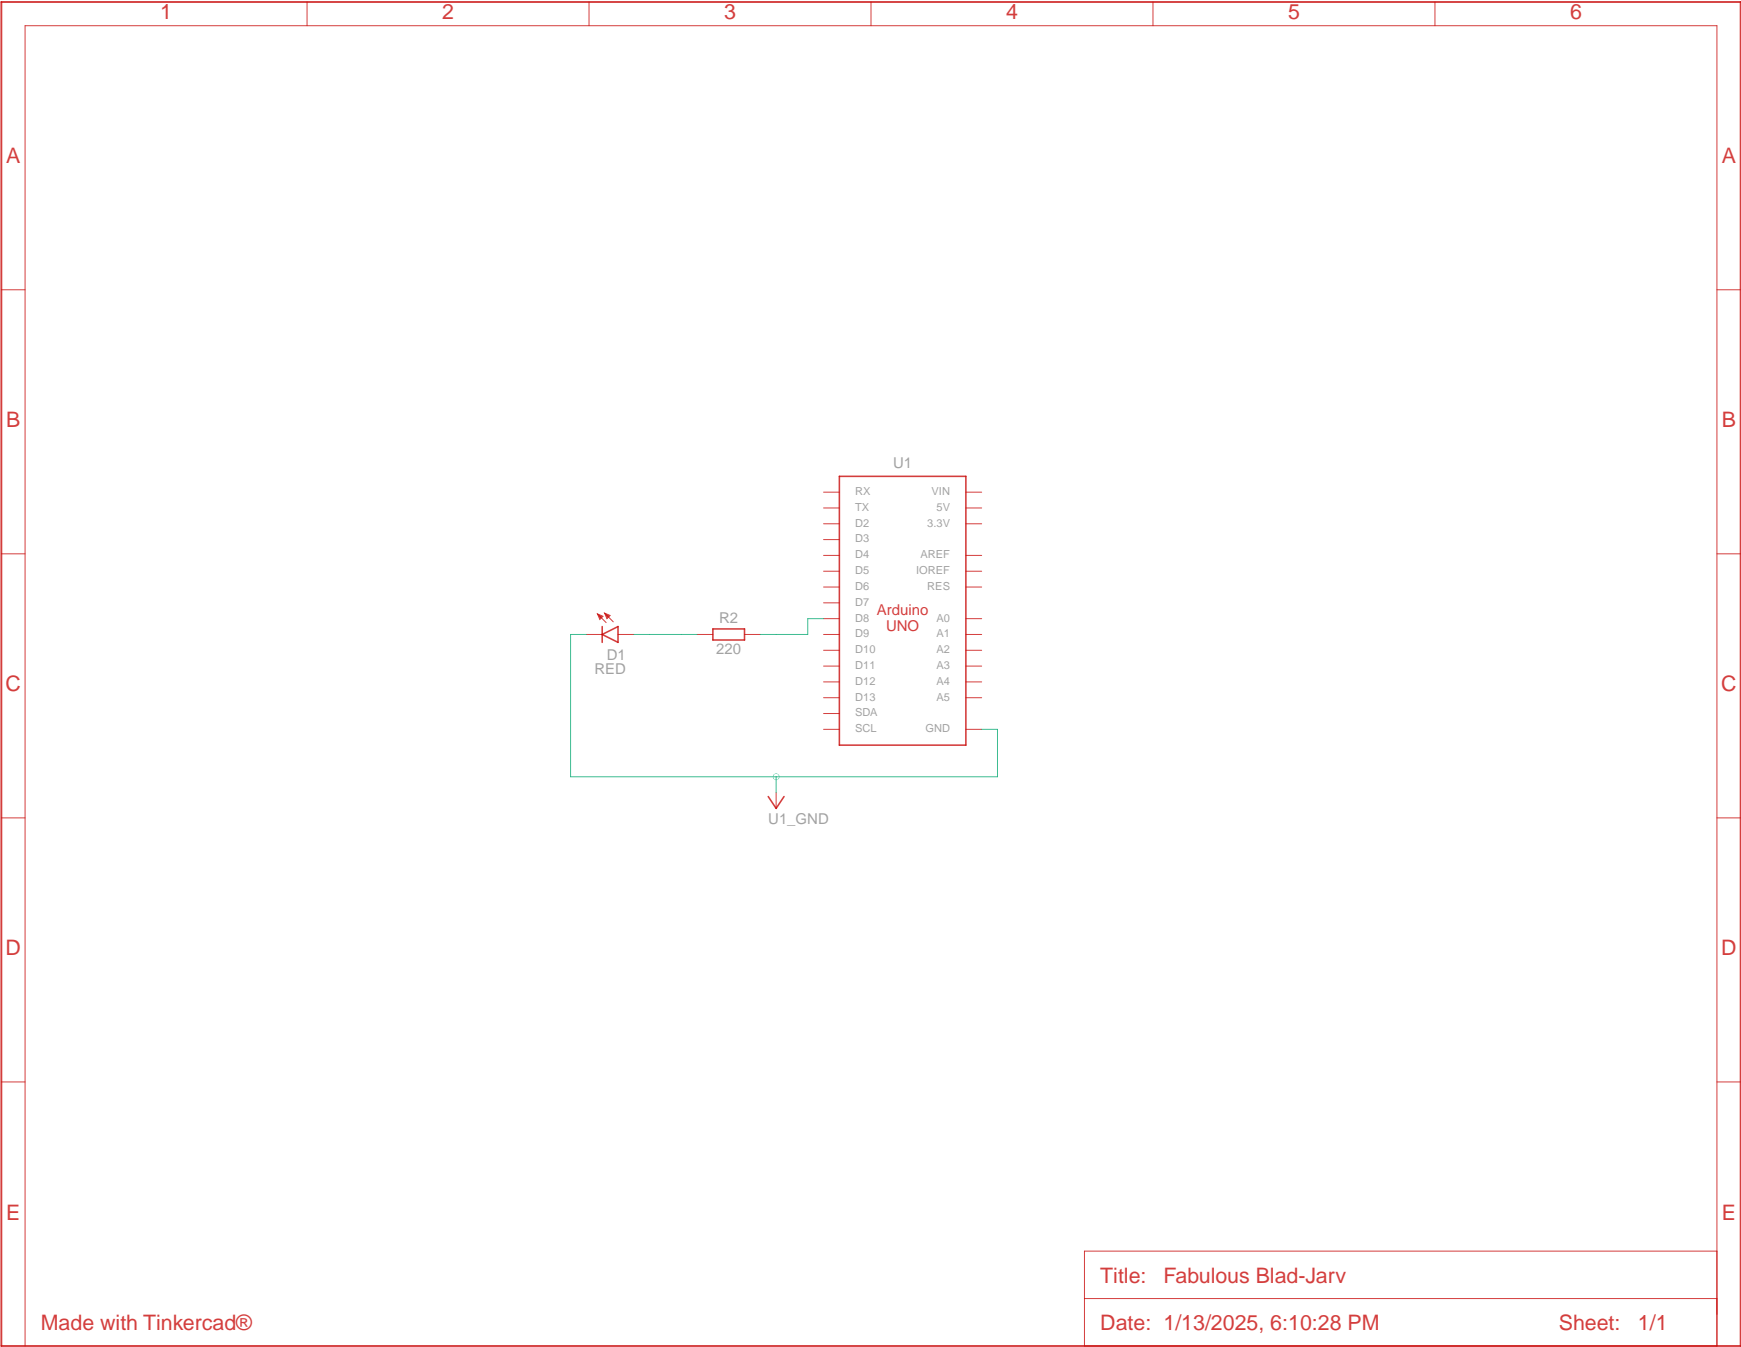 1 2 3 4 5 6
A A
B B
U1
RX VIN
TX 5V
D2 3.3V
D3
D4 AREF
D5 IOREF
D6 RES
D7
Arduino
UNO
D8 A0
D9 A1
D10 A2
D11 A3
D12 A4
D13 A5
SDA
SCL GND
R2
220
D1
RED
C C
U1_GND
D D
E E
Title: Fabulous Blad-Jarv
Made with Tinkercad®
Date: 1/13/2025, 6:10:28 PM Sheet: 1/1